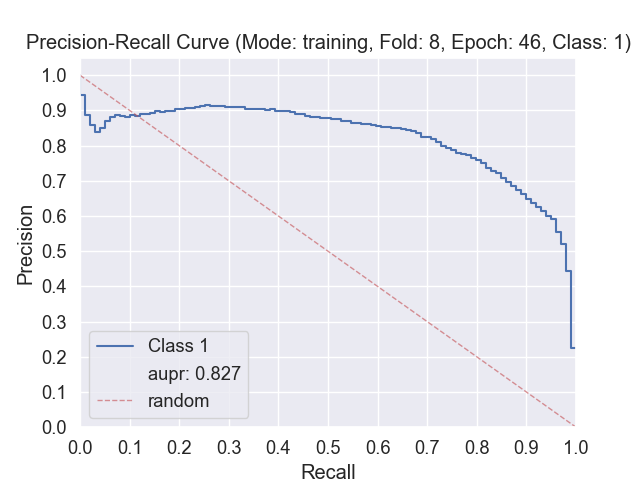 Precision-Recall Curve (Mode: training, Fold: 8, Epoch: 46, Class: 1)
1.0
0.9
0.8
0.7
0.6
0.5
0.4
0.3
0.2
0.1
0.0
Precision
Class 1
aupr: 0.827
random
0.0 0.1 0.2 0.3 0.4 0.5 0.6 0.7 0.8 0.9 1.0
Recall